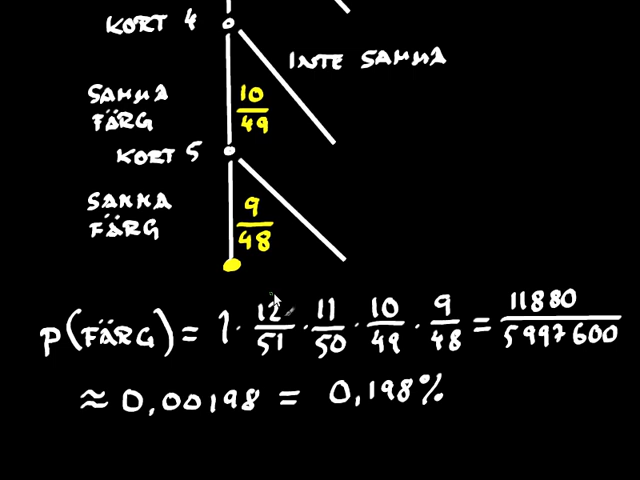 KORT 4
INTE SAMMA
SAMMA
FÄRG
10/49
KORT 5
SAMMA
FÄRG
9/48
P(FÄRG) = 1 · 12/51 · 11/50 · 10/49 · 9/48 = 11880/5997600
≈ 0,00198 = 0,198%